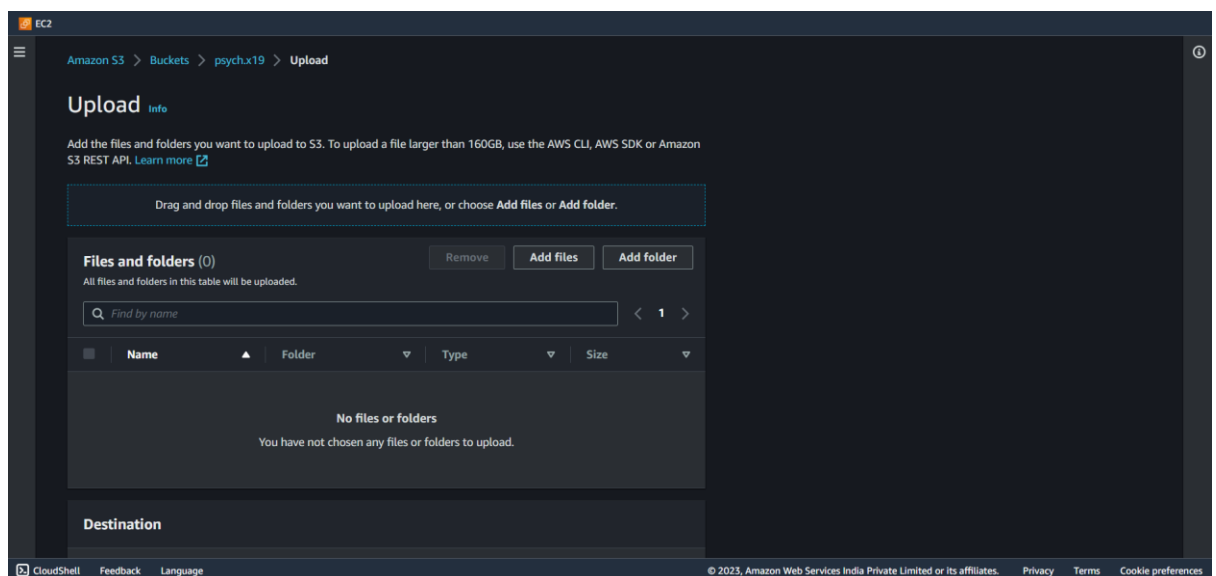 EC2
Amazon S3 > Buckets > psych.x19 > Upload
Upload Info
Add the files and folders you want to upload to S3. To upload a file larger than 160GB, use the AWS CLI, AWS SDK or Amazon
S3 REST API. Learn more
Drag and drop files and folders you want to upload here, or choose Add files or Add folder.
Files and folders (0) Remove Add files Add folder
All files and folders in this table will be uploaded.
Find by name < 1 >
Name Folder Type Size
No files or folders
You have not chosen any files or folders to upload.
Destination
CloudShell Feedback Language © 2023, Amazon Web Services India Private Limited or its affiliates. Privacy Terms Cookie preferences